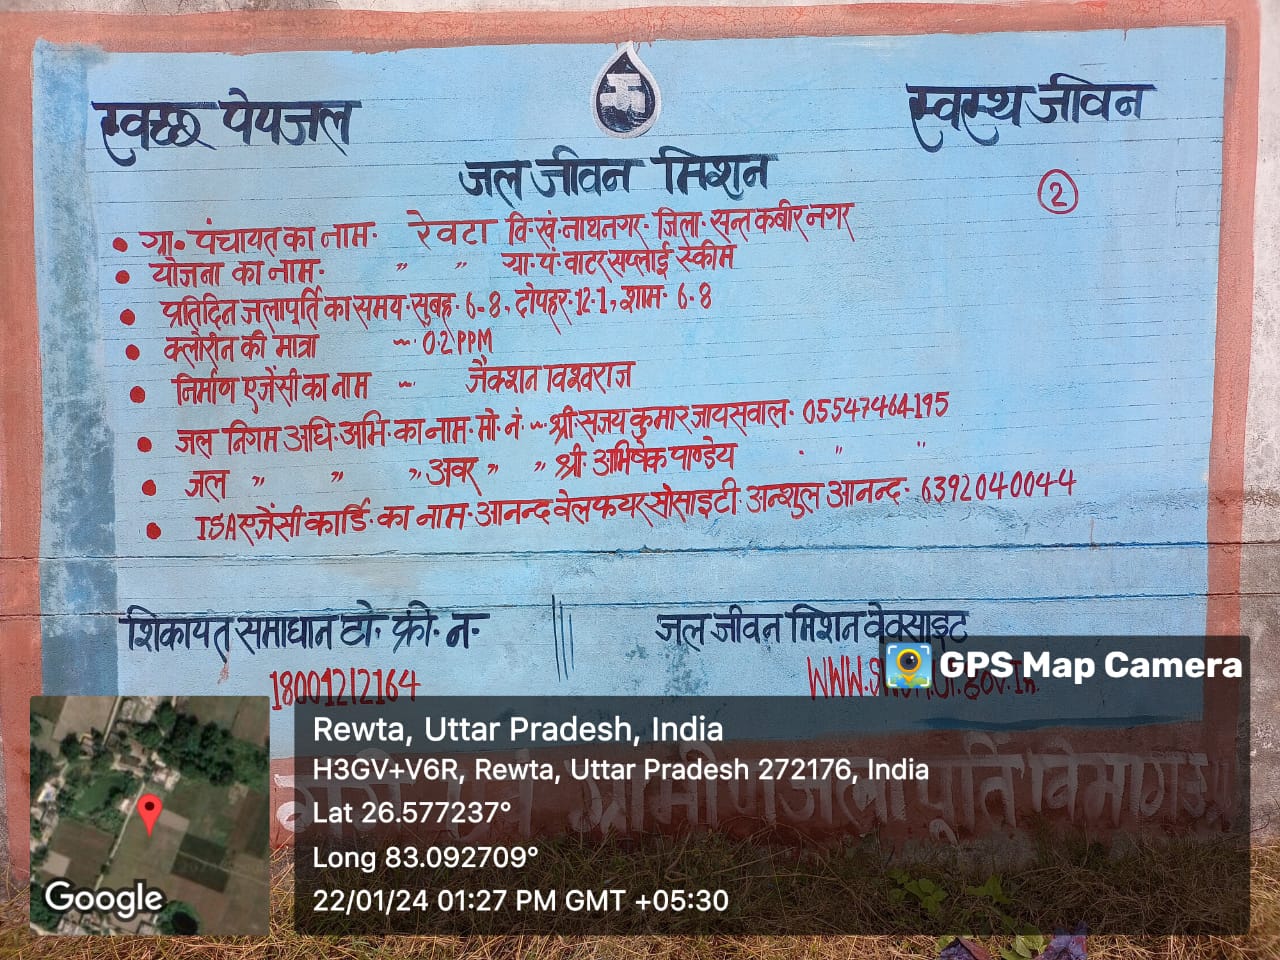 स्वच्छ पेयजल
स्वस्थ जीवन
जल जीवन मिशन
2
• ग्रा॰ पंचायत का नाम· रेवटा वि·खं·नाथनगर· जिला· सन्त कबीर नगर
• योजना का नाम· " " ग्रा·पं·वाटर सप्लाई स्कीम
• प्रतिदिन जलापूर्ति का समय·सुबह·6-8, दोपहर·12-1, शाम·6-8
• क्लोरीन की मात्रा ~· 0.2 PPM
• निर्माण एजेंसी का नाम ~ जैक्शन विश्वराज
• जल निगम अधि·अभि·का नाम·मो·नं·~ श्री·सजय कुमार जायसवाल· 05547464195
• जल " " " अवर " " श्री·अभिषेक पाण्डेय · " "
• ISA एजेंसी कार्डि·का नाम·आनन्द वेलफेयर सोसाइटी·अन्शुल आनन्द· 6392040044
शिकायत समाधान टो· फ्री· न·
जल जीवन मिशन वेवसाइट
18001212164
GPS Map Camera
Rewta, Uttar Pradesh, India
H3GV+V6R, Rewta, Uttar Pradesh 272176, India
Lat 26.577237°
Long 83.092709°
22/01/24 01:27 PM GMT +05:30
Google
ग्रामीण जलापूर्ति विभाग